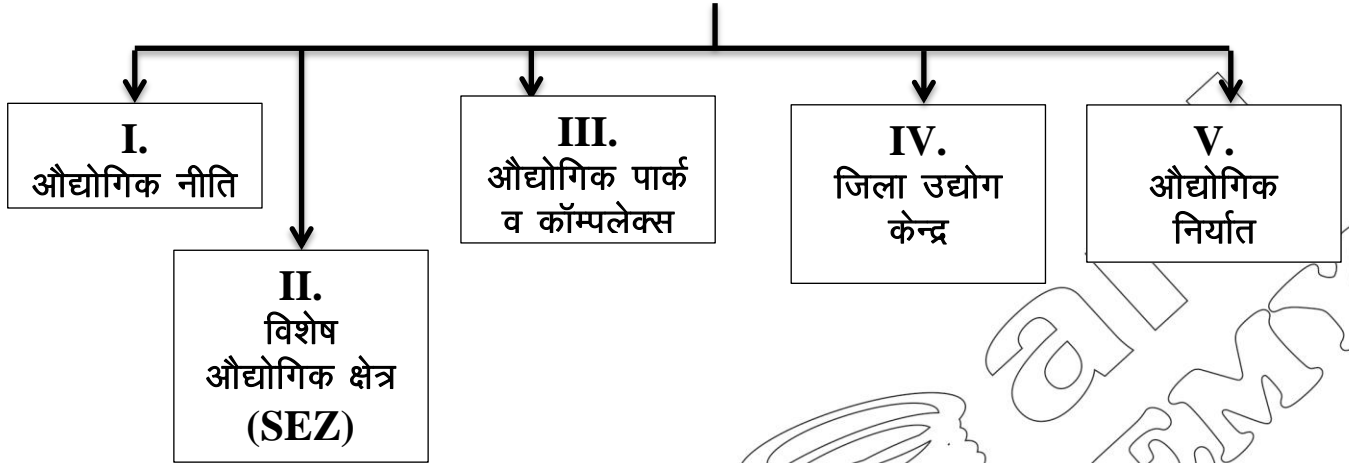 I.
औद्योगिक नीति
II.
विशेष
औद्योगिक क्षेत्र
(SEZ)
III.
औद्योगिक पार्क
व कॉम्पलेक्स
IV.
जिला उद्योग
केन्द्र
V.
औद्योगिक
निर्यात